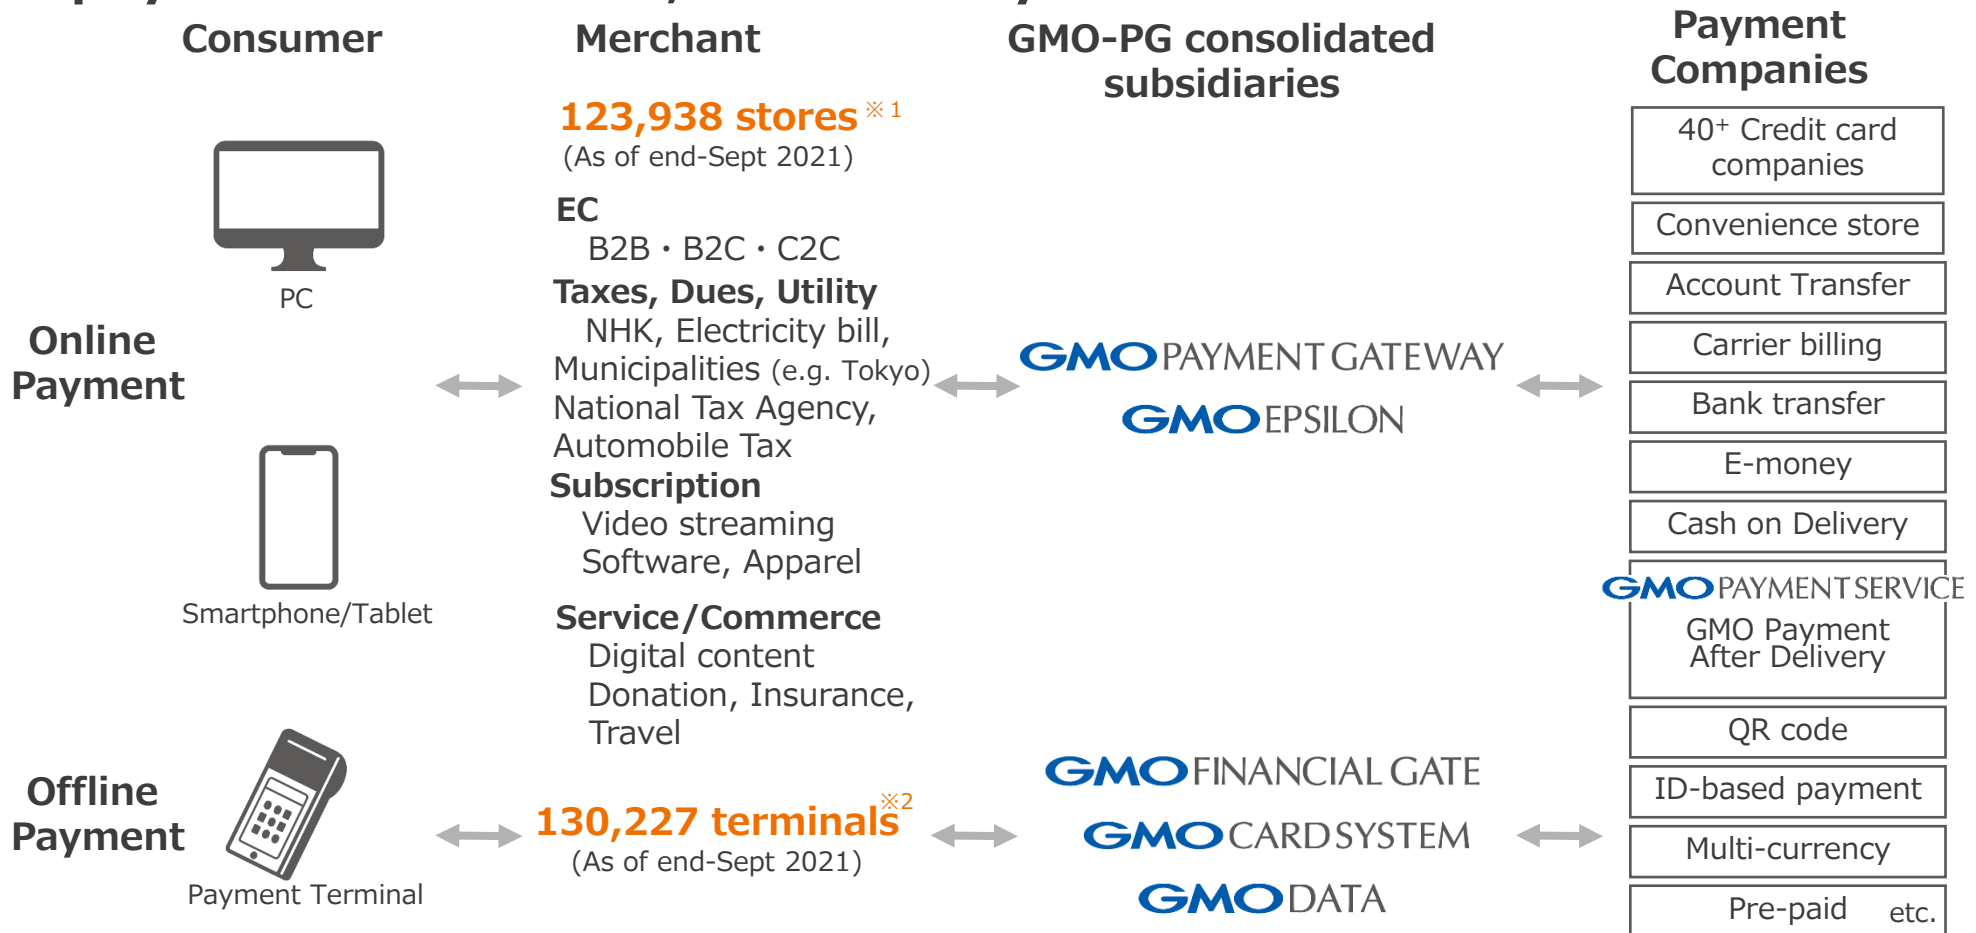 Consumer
Merchant
GMO-PG consolidated
subsidiaries
Payment
Companies
123,938 stores ※1
(As of end-Sept 2021)
EC
B2B・B2C・C2C
Taxes, Dues, Utility
NHK, Electricity bill,
Municipalities (e.g. Tokyo)
National Tax Agency,
Automobile Tax
Subscription
Video streaming
Software, Apparel
Service/Commerce
Digital content
Donation, Insurance,
Travel
PC
Online
Payment
Smartphone/Tablet
GMO PAYMENT GATEWAY
GMO EPSILON
Offline
Payment
Payment Terminal
130,227 terminals ※2
(As of end-Sept 2021)
GMO FINANCIAL GATE
GMO CARD SYSTEM
GMO DATA
40+ Credit card
companies
Convenience store
Account Transfer
Carrier billing
Bank transfer
E-money
Cash on Delivery
GMO PAYMENT SERVICE
GMO Payment
After Delivery
QR code
ID-based payment
Multi-currency
Pre-paid etc.